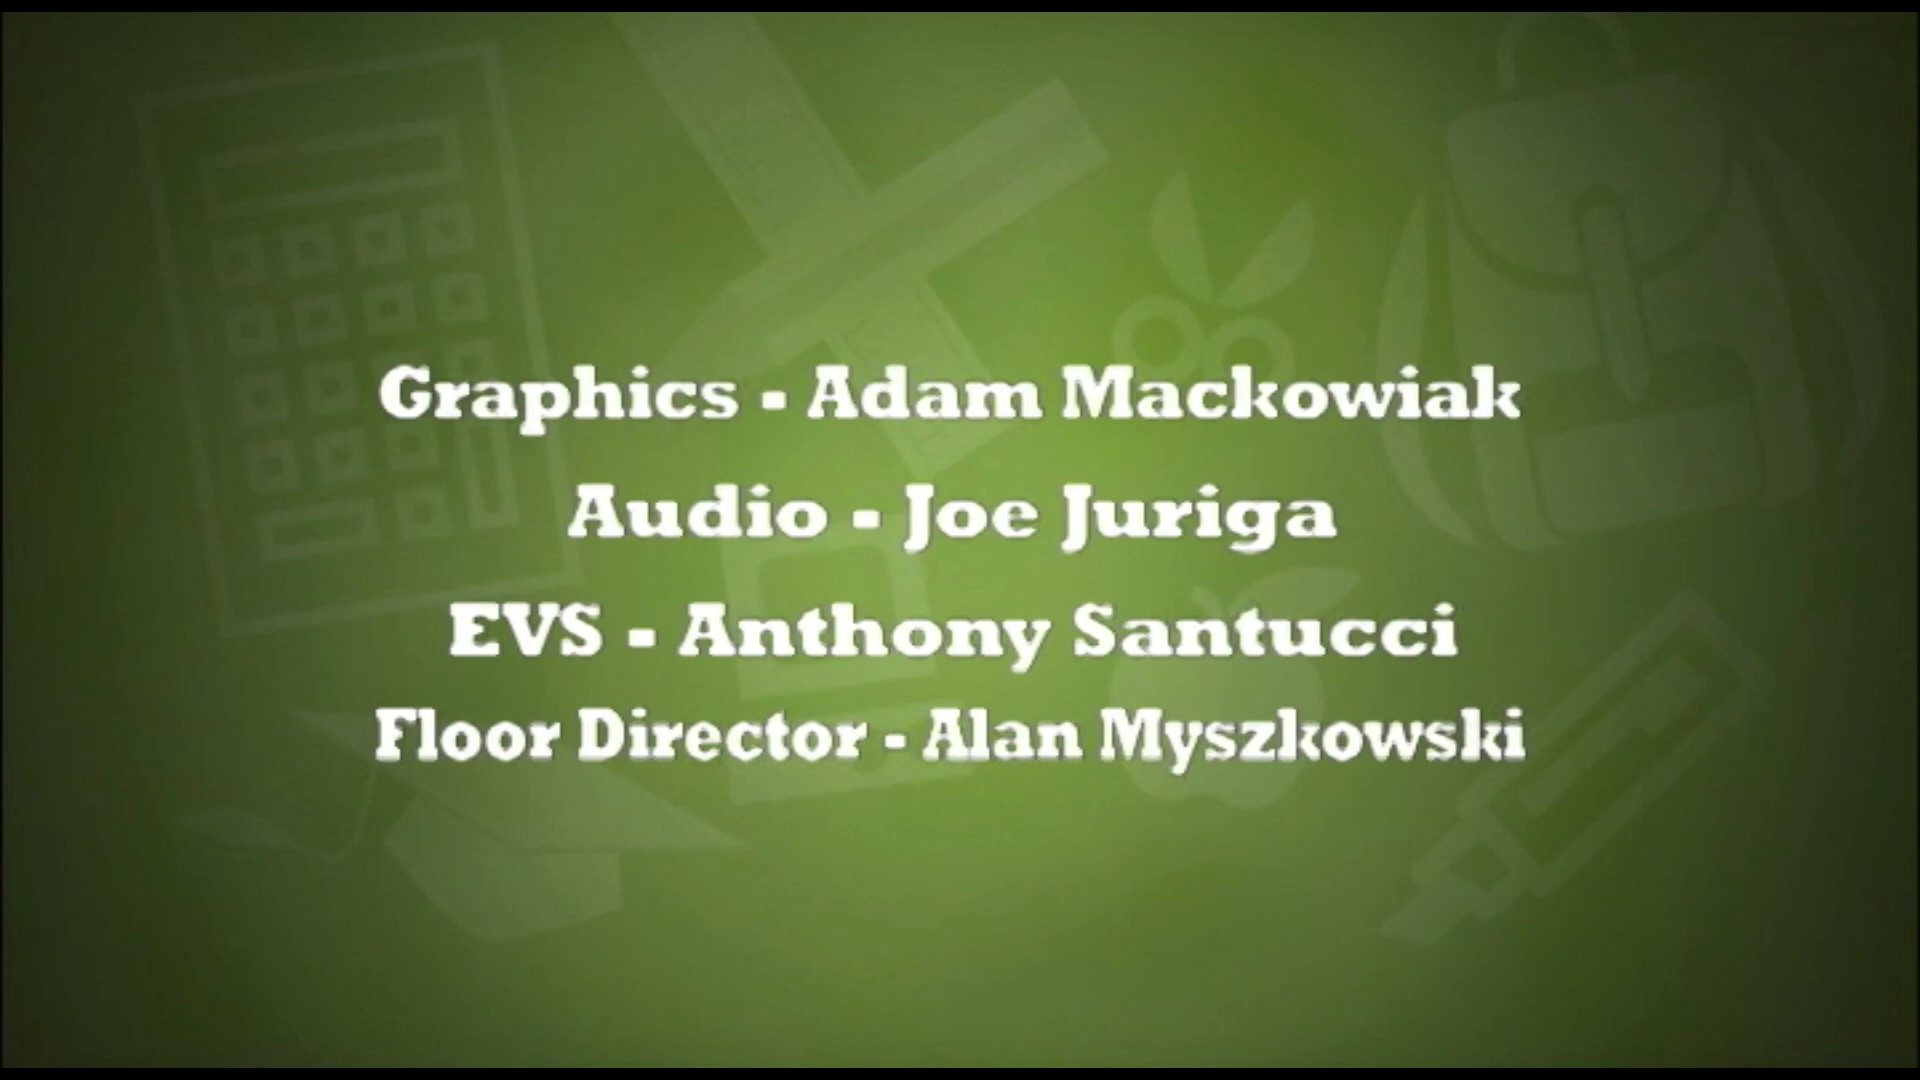 Graphics - Adam Mackowiak
Audio - Joe Juriga
EVS - Anthony Santucci
Floor Director - Alan Myszkowski